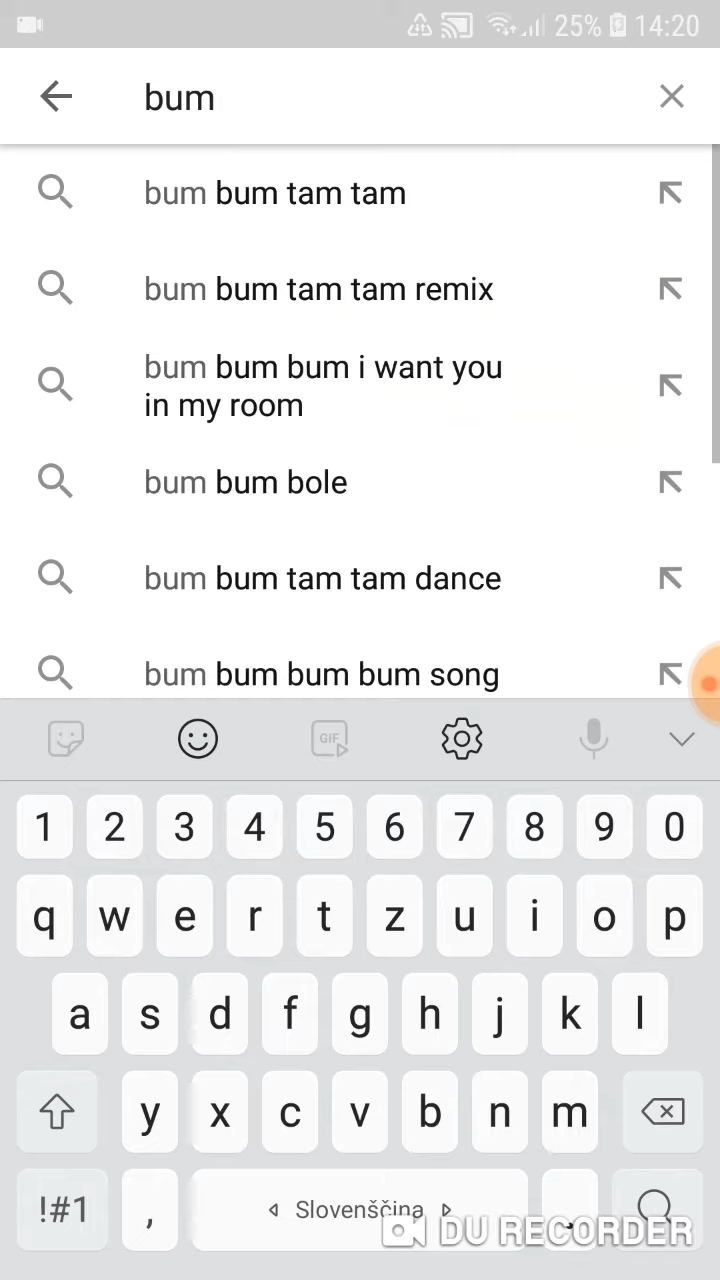 25% 14:20
bum
bum bum tam tam
bum bum tam tam remix
bum bum bum i want you
in my room
bum bum bole
bum bum tam tam dance
bum bum bum bum song
GIF
1 2 3 4 5 6 7 8 9 0
q w e r t z u i o p
a s d f g h j k l
y x c v b n m
!#1 , Slovenščina .
DU RECORDER